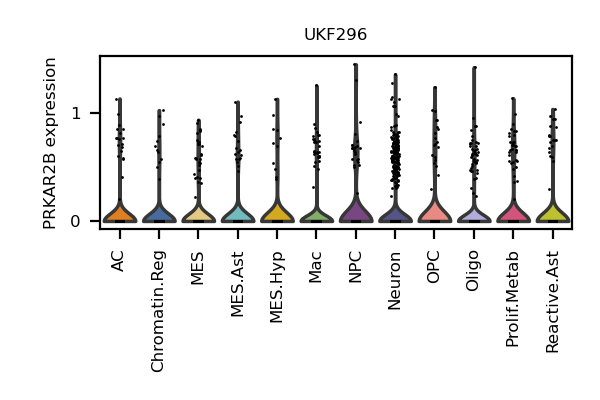 UKF296
PRKAR2B expression
1
0
AC
Chromatin.Reg
MES
MES.Ast
MES.Hyp
Mac
NPC
Neuron
OPC
Oligo
Prolif.Metab
Reactive.Ast